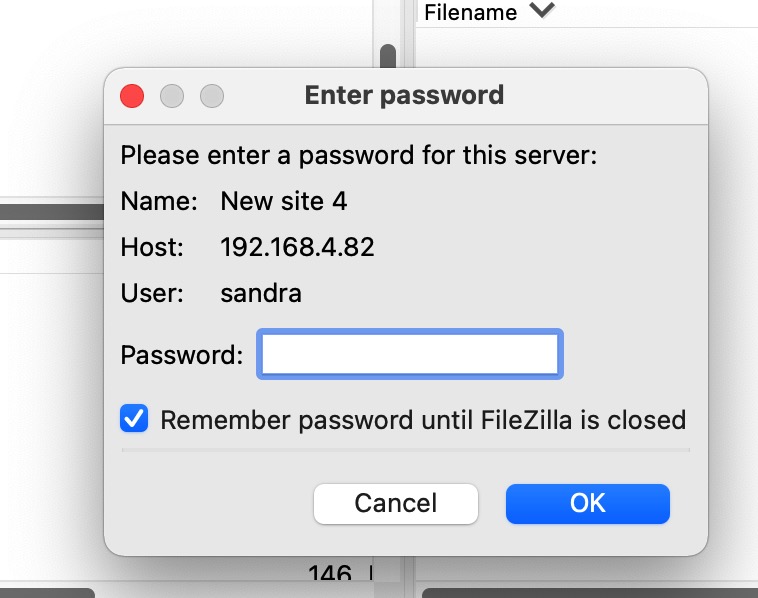 Filename
Enter password
Please enter a password for this server:
Name: New site 4
Host: 192.168.4.82
User: sandra
Password:
Remember password until FileZilla is closed
Cancel OK
146